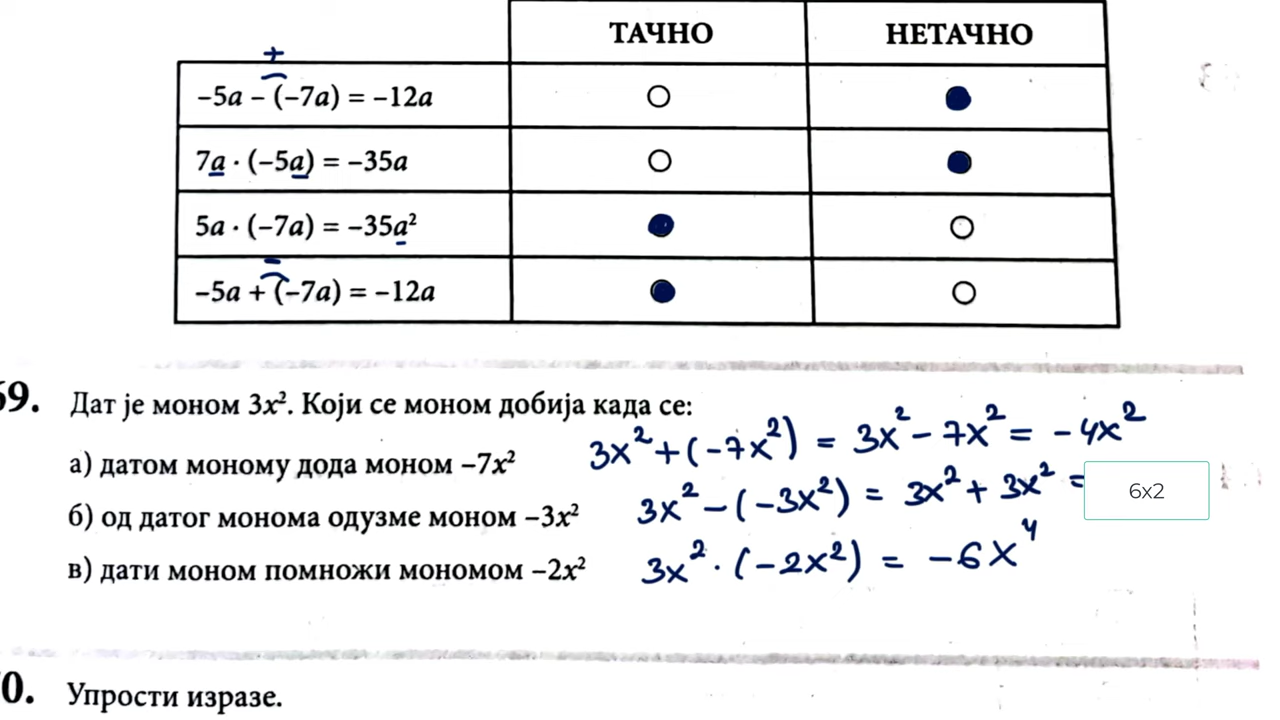 ТАЧНО НЕТАЧНО
+
–5a – (–7a) = –12a
7a · (–5a) = –35a
5a · (–7a) = –35a²
–
–5a + (–7a) = –12a
69. Дат је моном 3x². Који се моном добија када се:
а) датом моному дода моном –7x² 3x² + (-7x²) = 3x² - 7x² = -4x²
б) од датог монома одузме моном –3x² 3x² - (-3x²) = 3x² + 3x² = 6x2
в) дати моном помножи мономом –2x² 3x² · (-2x²) = -6x⁴
0. Упрости изразе.